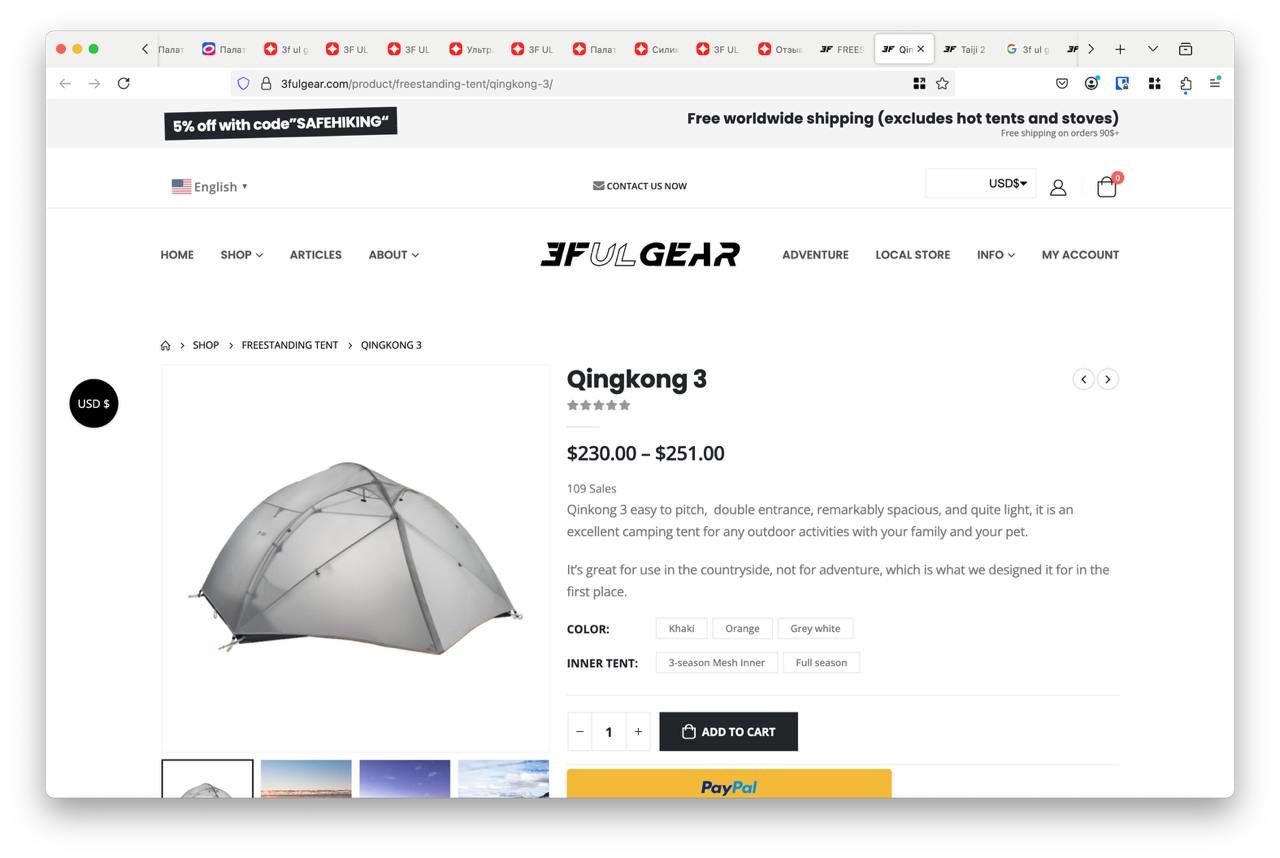 Палат
Палат
3f ul g
3F UL
3F UL
Ультр
3F UL
Палат
Силик
3F UL
Отзыв
FREES
Qin
Taiji 2
3f ul g
3fulgear.com/product/freestanding-tent/qingkong-3/
5% off with code"SAFEHIKING“
Free worldwide shipping (excludes hot tents and stoves)
Free shipping on orders 90$+
English
CONTACT US NOW
USD$
0
HOME SHOP ARTICLES ABOUT
3FULGEAR
ADVENTURE LOCAL STORE INFO MY ACCOUNT
SHOP > FREESTANDING TENT > QINGKONG 3
USD $
Qingkong 3
$230.00 – $251.00
109 Sales
Qinkong 3 easy to pitch, double entrance, remarkably spacious, and quite light, it is an
excellent camping tent for any outdoor activities with your family and your pet.
It’s great for use in the countryside, not for adventure, which is what we designed it for in the
first place.
COLOR: Khaki Orange Grey white
INNER TENT: 3-season Mesh Inner Full season
− 1 + ADD TO CART
PayPal